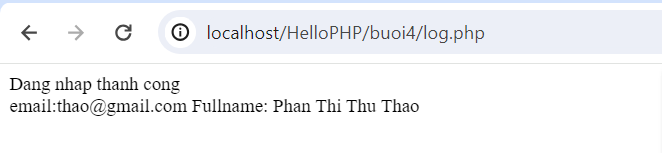 localhost/HelloPHP/buoi4/log.php
Dang nhap thanh cong
email:thao@gmail.com Fullname: Phan Thi Thu Thao